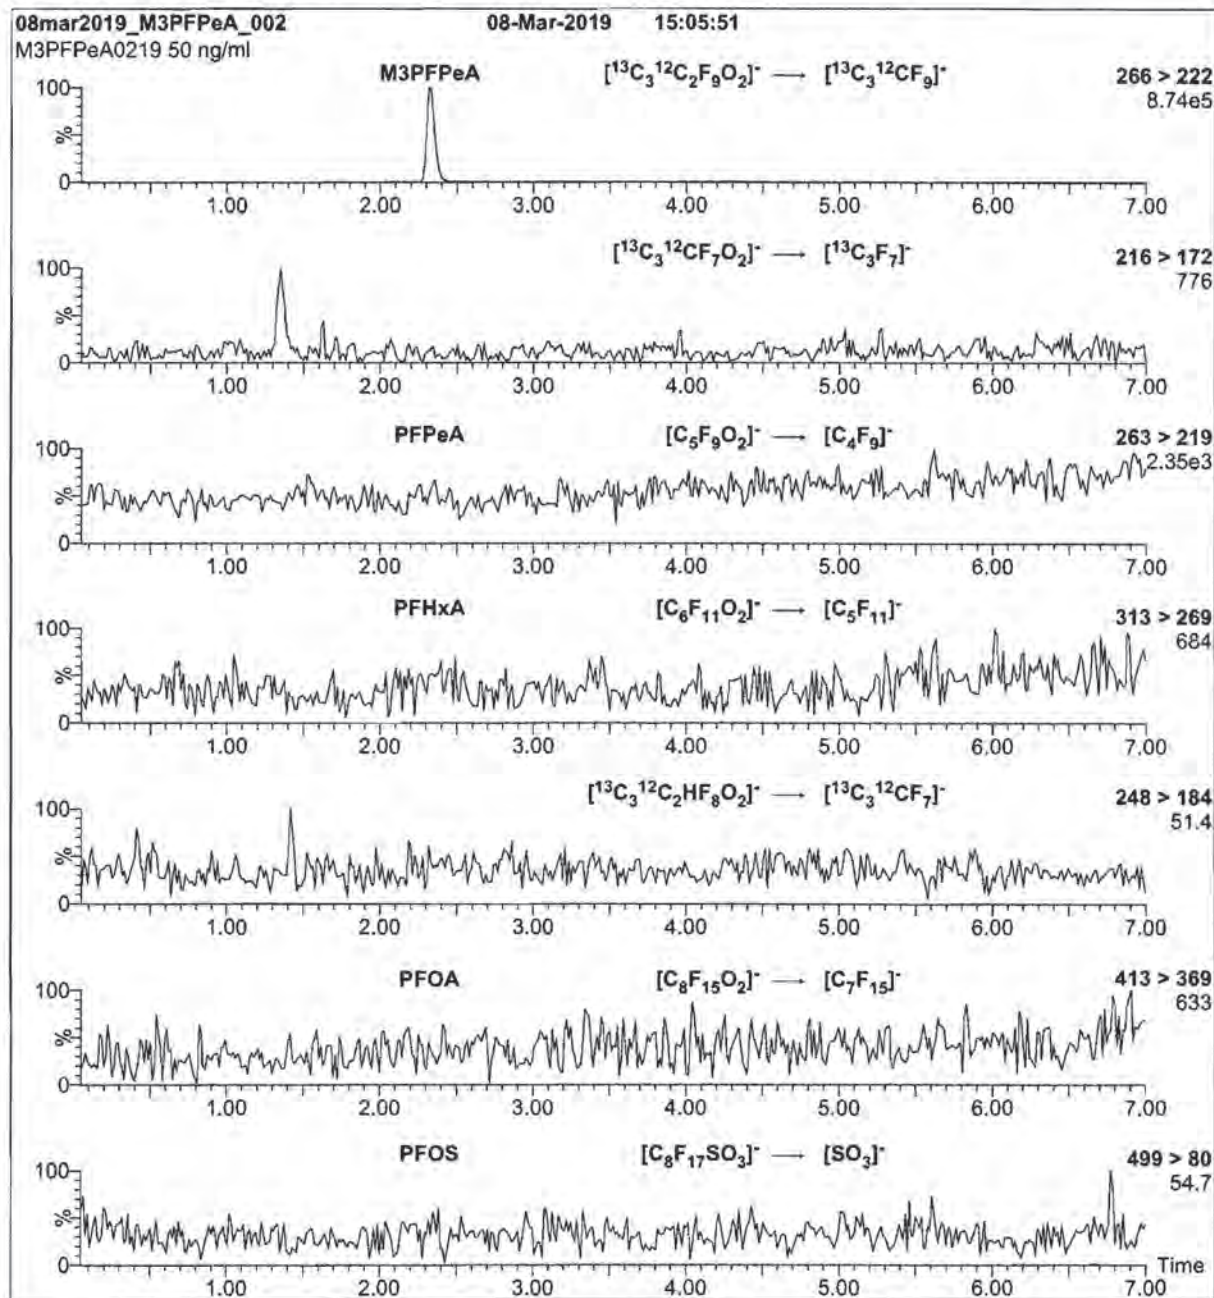 08mar2019_M3PFPeA_002 08-Mar-2019 15:05:51
M3PFPeA0219 50 ng/ml
M3PFPeA [¹³C₃¹²C₂F₉O₂]⁻ → [¹³C₃¹²CF₉]⁻ 266 > 222
8.74e5
100
%
0
1.00 2.00 3.00 4.00 5.00 6.00 7.00
[¹³C₃¹²CF₇O₂]⁻ → [¹³C₃F₇]⁻ 216 > 172
776
100
%
0
1.00 2.00 3.00 4.00 5.00 6.00 7.00
PFPeA [C₅F₉O₂]⁻ → [C₄F₉]⁻ 263 > 219
2.35e3
100
%
0
1.00 2.00 3.00 4.00 5.00 6.00 7.00
PFHxA [C₆F₁₁O₂]⁻ → [C₅F₁₁]⁻ 313 > 269
684
100
%
0
1.00 2.00 3.00 4.00 5.00 6.00 7.00
[¹³C₃¹²C₂HF₈O₂]⁻ → [¹³C₃¹²CF₇]⁻ 248 > 184
51.4
100
%
0
1.00 2.00 3.00 4.00 5.00 6.00 7.00
PFOA [C₈F₁₅O₂]⁻ → [C₇F₁₅]⁻ 413 > 369
633
100
%
0
1.00 2.00 3.00 4.00 5.00 6.00 7.00
PFOS [C₈F₁₇SO₃]⁻ → [SO₃]⁻ 499 > 80
54.7
100
%
0
Time
1.00 2.00 3.00 4.00 5.00 6.00 7.00